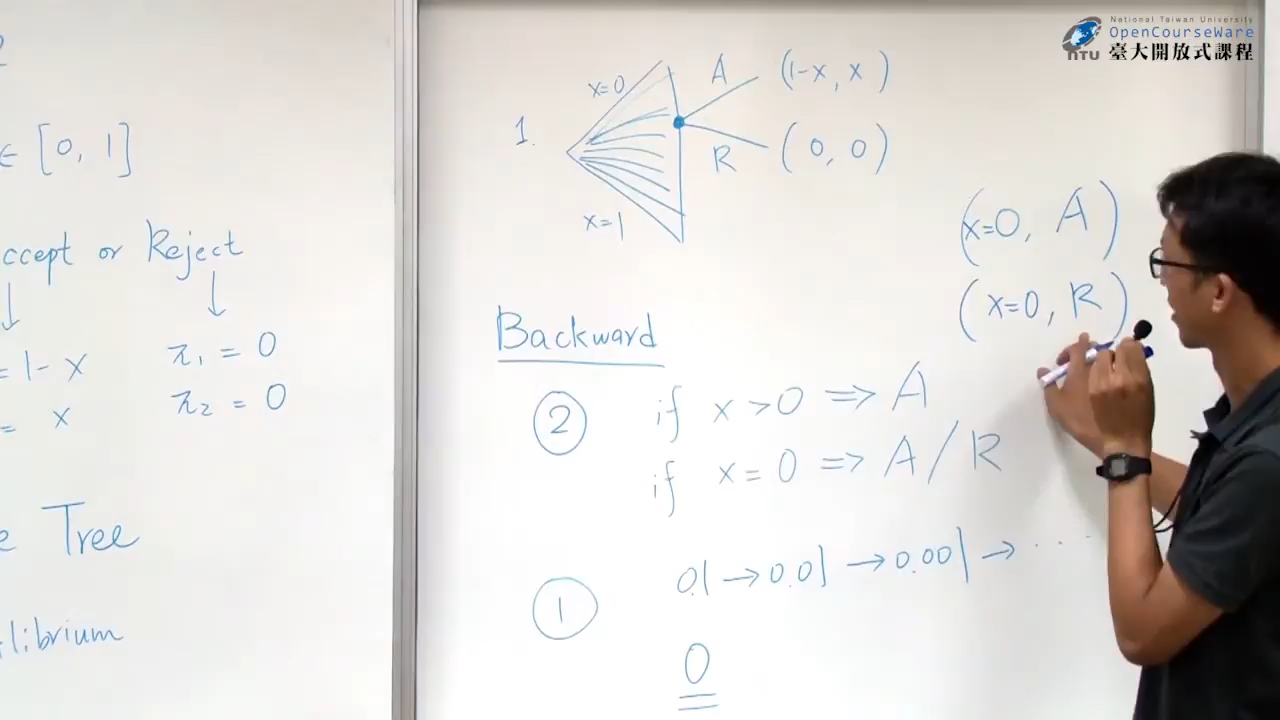 ∈ [0, 1]
ccept or Reject
↓ ↓
= 1-x π₁ = 0
= x π₂ = 0
Tree
librium
1.
x=0
x=1
A (1-x, x)
R (0, 0)
(x=0, A)
(x=0, R)
Backward
② if x>0 ⇒ A
if x=0 ⇒ A/R
① 0.1 → 0.01 → 0.001 → ....
0
National Taiwan University
OpenCourseWare
NTU 臺大開放式課程